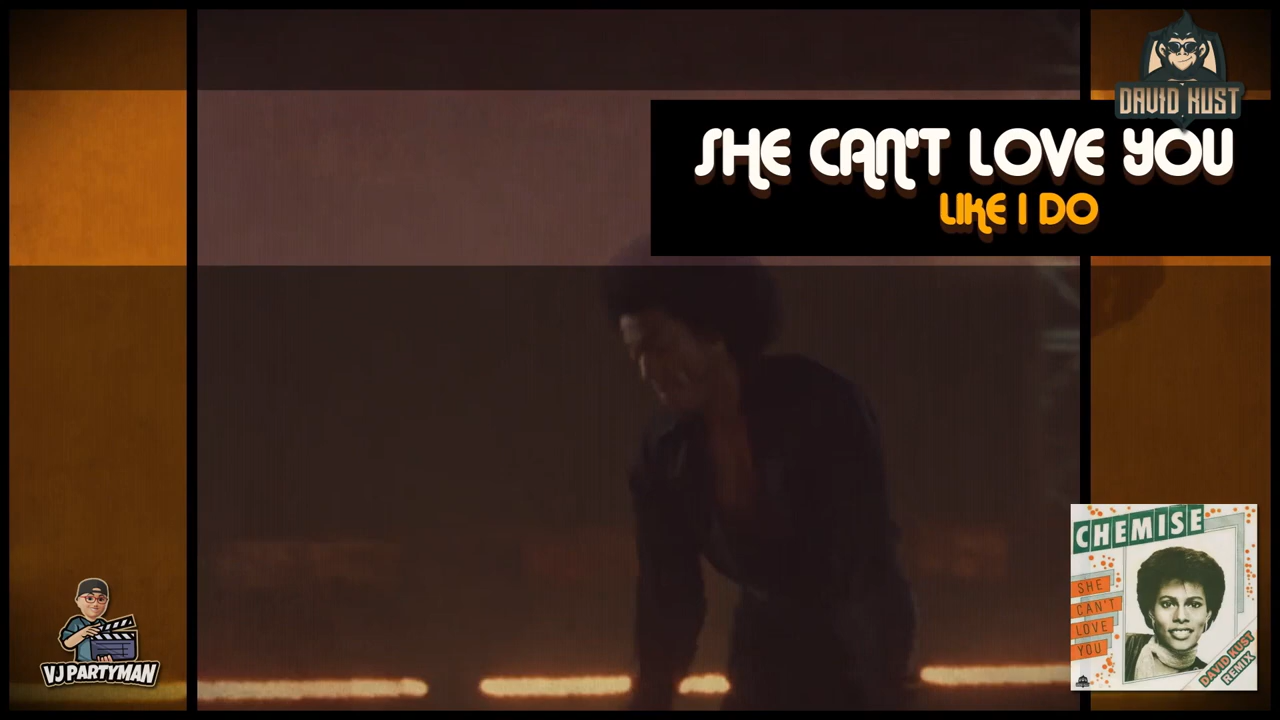 DAVID KUST
SHE CAN'T LOVE YOU
LIKE I DO
CHEMISE
SHE
CAN'T
LOVE
YOU
DAVID KUST
REMIX
VJ PARTYMAN